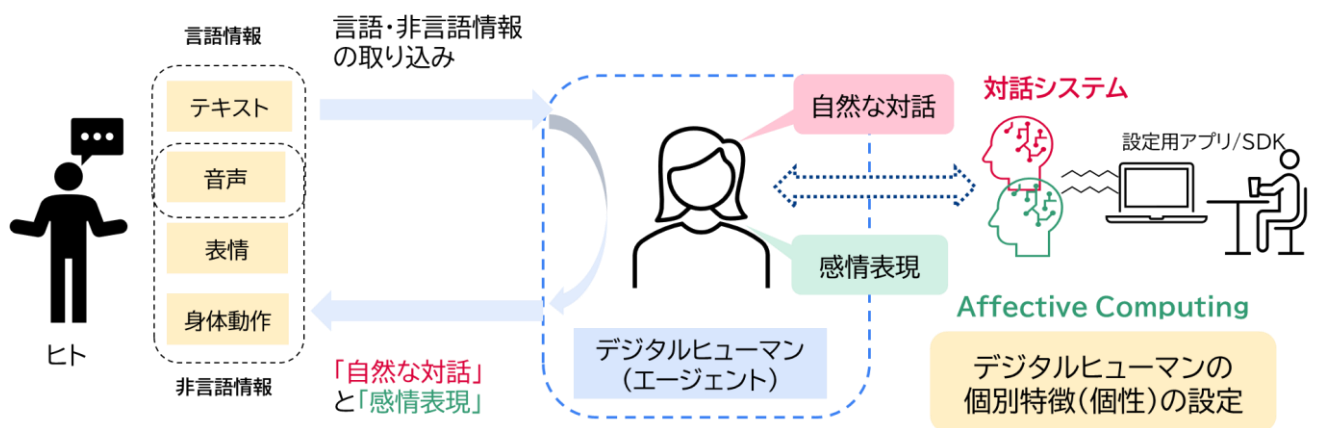 言語情報
テキスト
音声
表情
身体動作
非言語情報
ヒト
言語・非言語情報
の取り込み
「自然な対話」
と「感情表現」
自然な対話
感情表現
デジタルヒューマン
(エージェント)
対話システム
設定用アプリ/SDK
Affective Computing
デジタルヒューマンの
個別特徴(個性)の設定